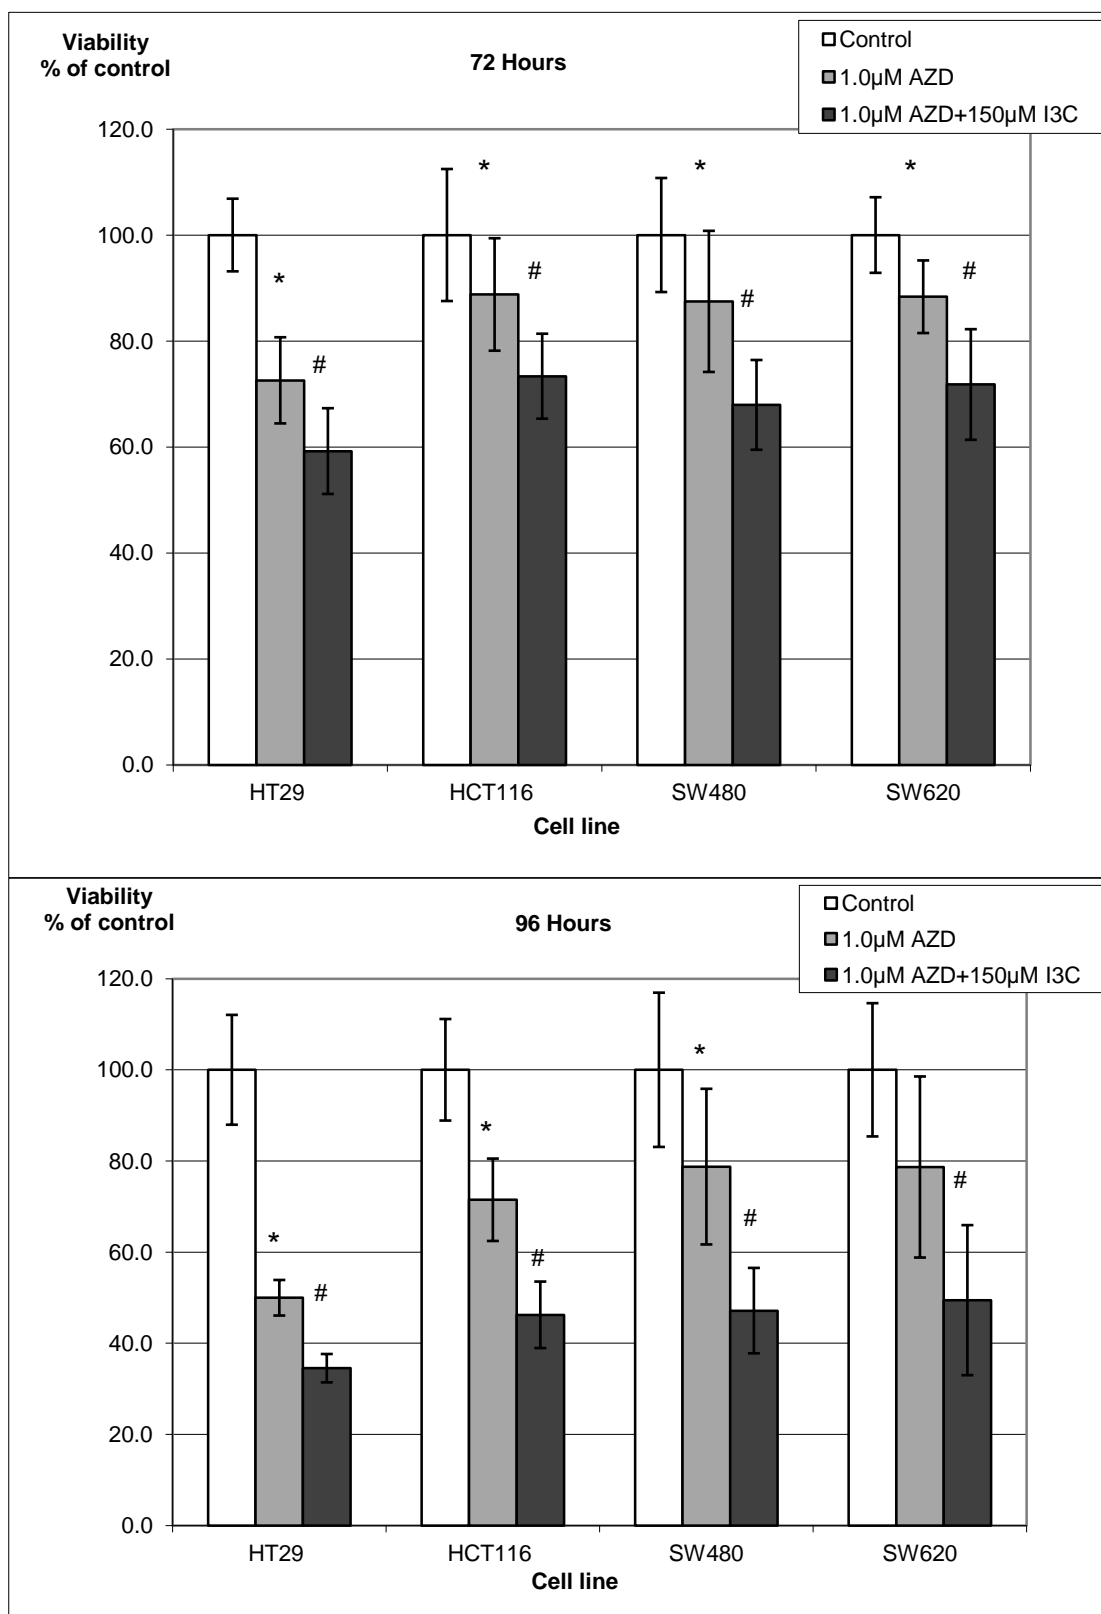 Viability
% of control
72 Hours
Control
1.0µM AZD
1.0µM AZD+150µM I3C
120.0
100.0
80.0
60.0
40.0
20.0
0.0
* * *
* # # #
#
HT29 HCT116 SW480 SW620
Cell line
Viability
% of control
96 Hours
Control
1.0µM AZD
1.0µM AZD+150µM I3C
120.0
100.0
80.0
60.0
40.0
20.0
0.0
*
*
#
* # #
#
HT29 HCT116 SW480 SW620
Cell line